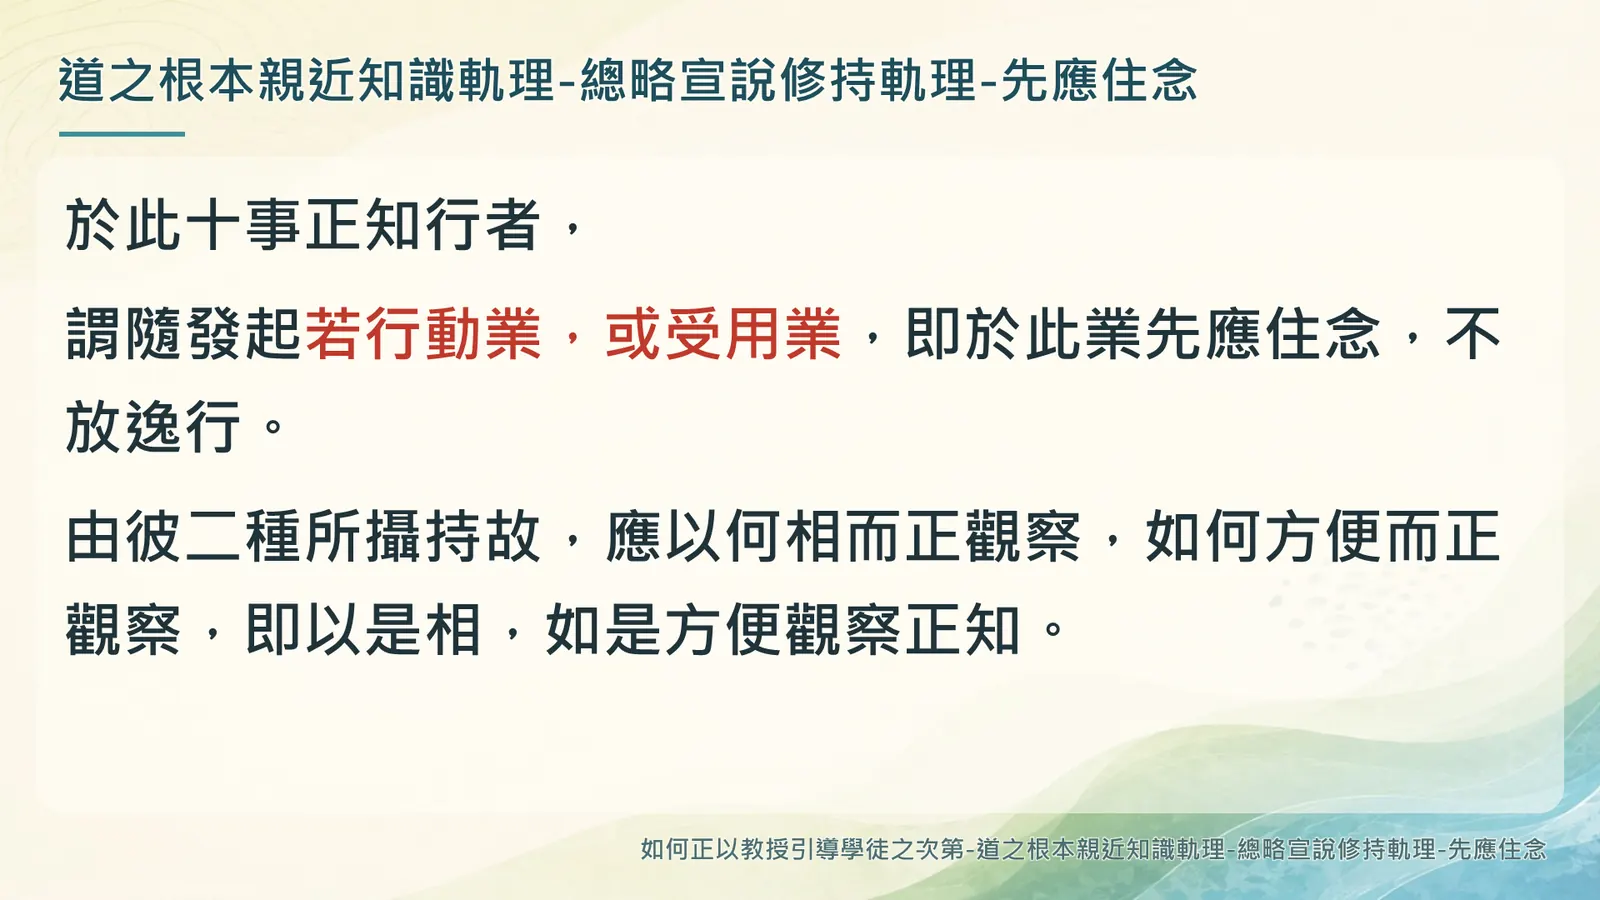 道之根本親近知識軌理-總略宣說修持軌理-先應住念
於此十事正知行者，
謂隨發起若行動業，或受用業，即於此業先應住念，不
放逸行。
由彼二種所攝持故，應以何相而正觀察，如何方便而正
觀察，即以是相，如是方便觀察正知。
如何正以教授引導學徒之次第-道之根本親近知識軌理-總略宣說修持軌理-先應住念